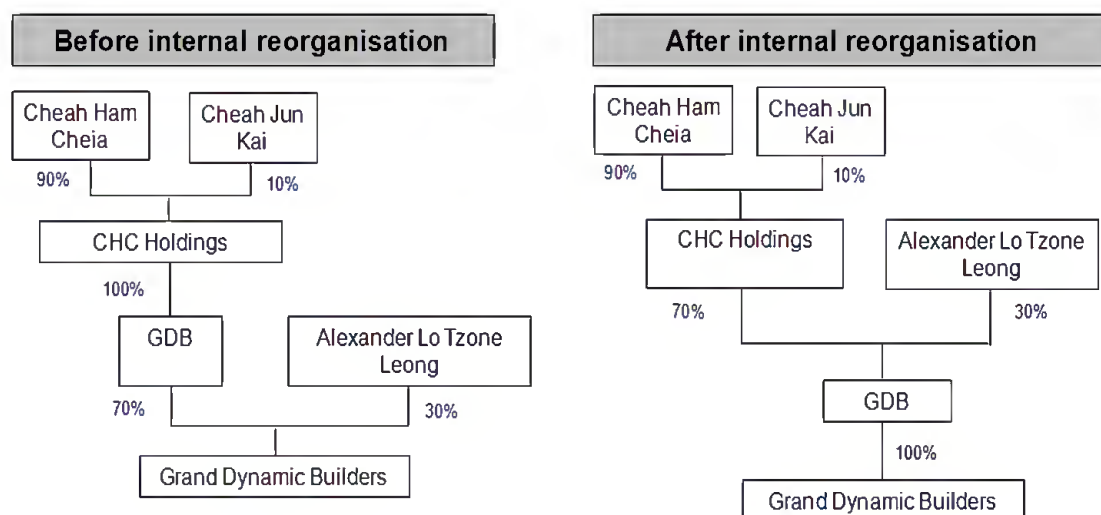 Before internal reorganisation
Cheah Ham
Cheia
Cheah Jun
Kai
90%
10%
CHC Holdings
100%
GDB
Alexander Lo Tzone
Leong
70%
30%
Grand Dynamic Builders
After internal reorganisation
Cheah Ham
Cheia
Cheah Jun
Kai
90%
10%
CHC Holdings
Alexander Lo Tzone
Leong
70%
30%
GDB
100%
Grand Dynamic Builders